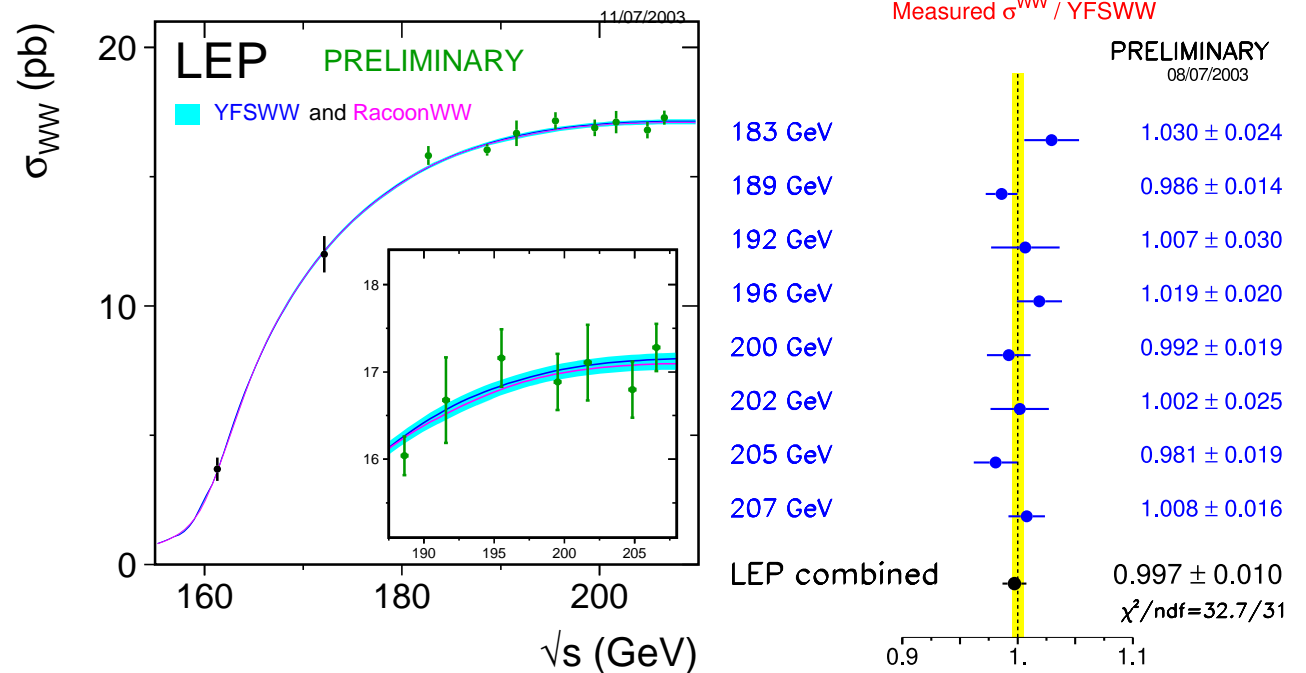 11/07/2003
σWW (pb)
20
10
0
LEP PRELIMINARY
YFSWW and RacoonWW
18
17
16
190 195 200 205
160 180 200
√s (GeV)
Measured σWW / YFSWW
PRELIMINARY
08/07/2003
183 GeV 1.030 ± 0.024
189 GeV 0.986 ± 0.014
192 GeV 1.007 ± 0.030
196 GeV 1.019 ± 0.020
200 GeV 0.992 ± 0.019
202 GeV 1.002 ± 0.025
205 GeV 0.981 ± 0.019
207 GeV 1.008 ± 0.016
LEP combined 0.997 ± 0.010
χ²/ndf=32.7/31
0.9 1. 1.1